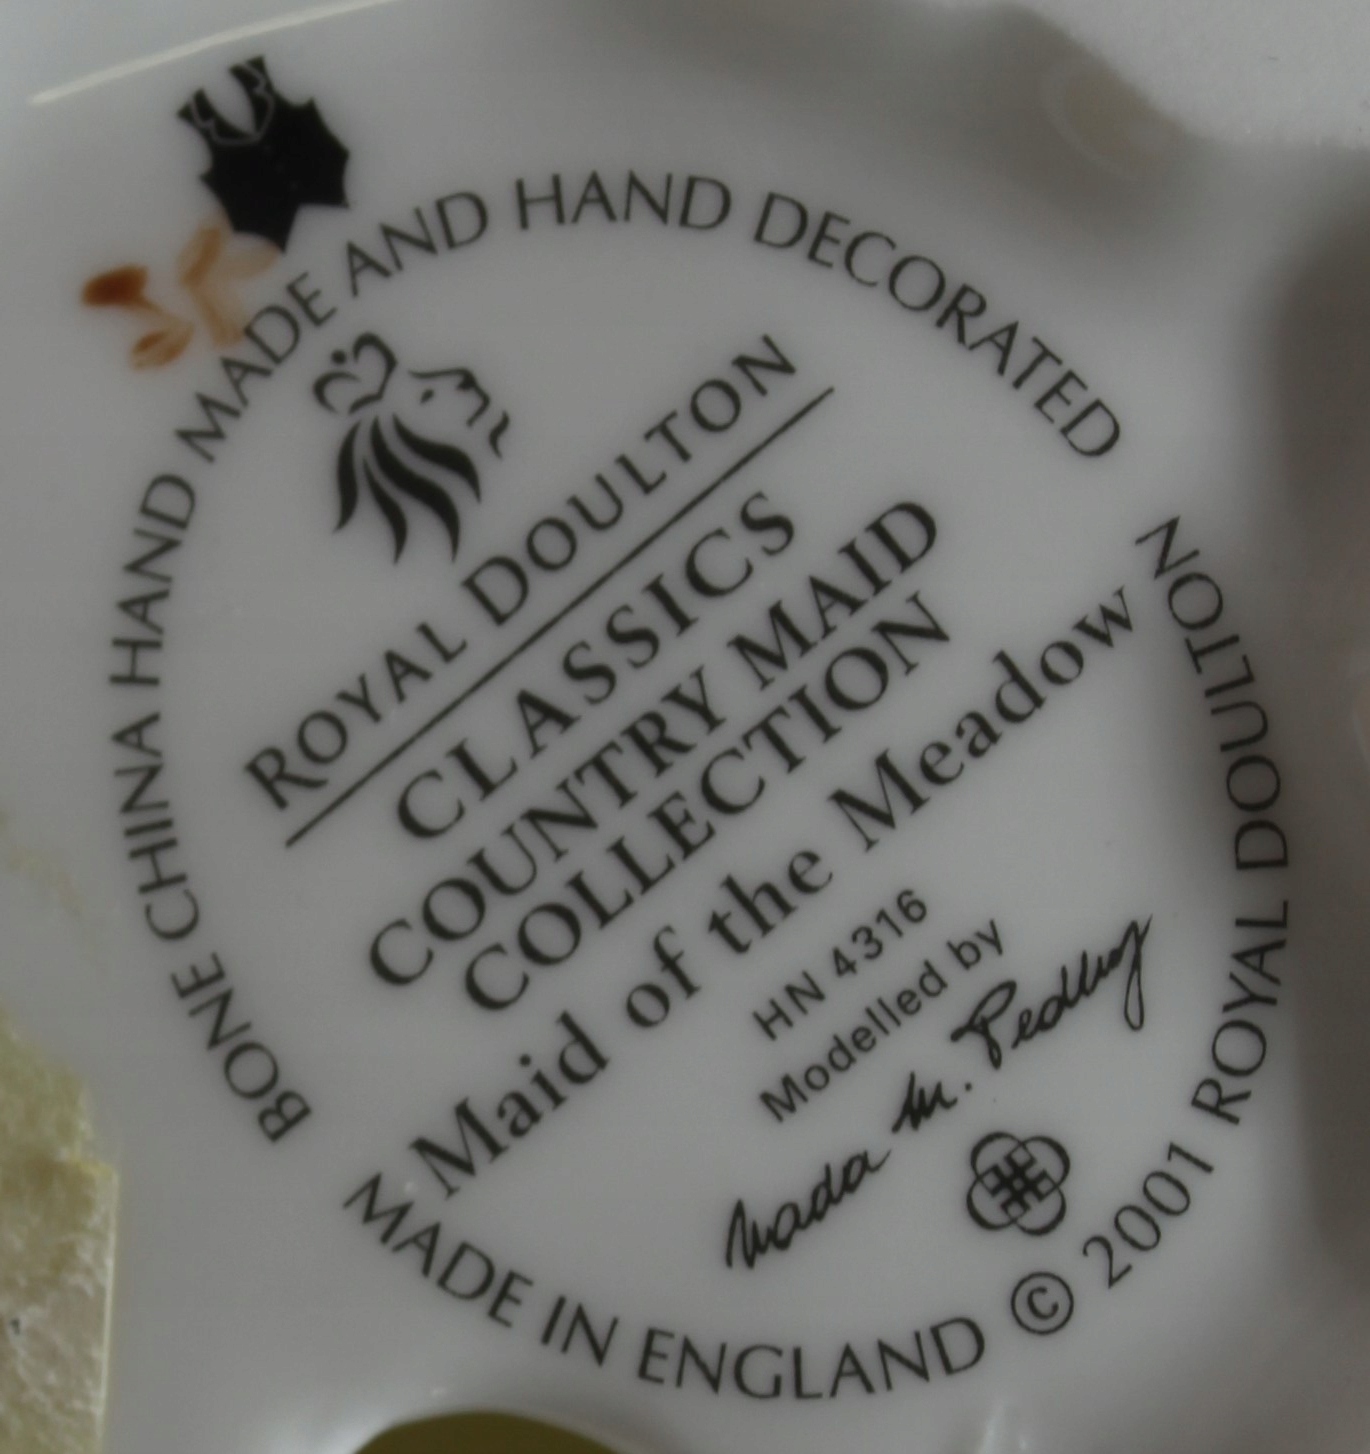 BONE CHINA HAND MADE AND HAND DECORATED
ROYAL DOULTON
CLASSICS
COUNTRY MAID
COLLECTION
Maid of the Meadow
HN 4316
Modelled by
Nada M. Pedley
MADE IN ENGLAND © 2001 ROYAL DOULTON